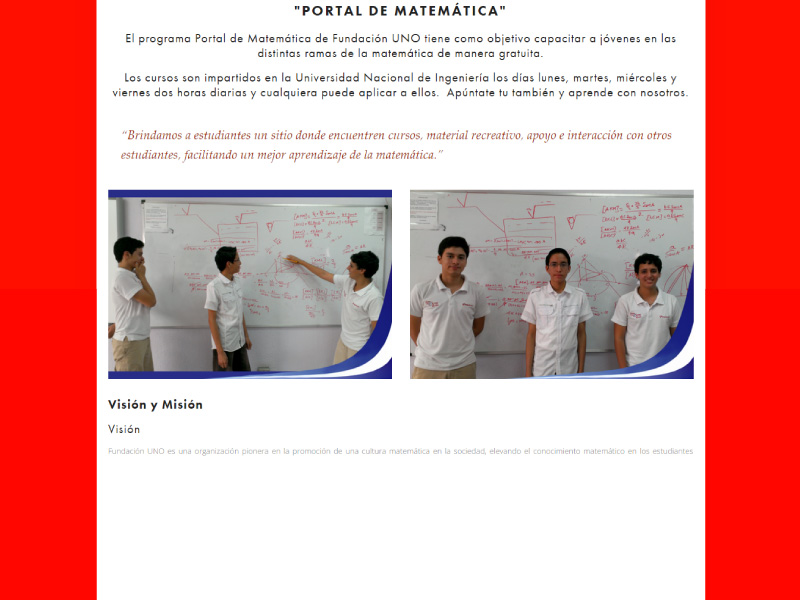 "PORTAL DE MATEMÁTICA"
El programa Portal de Matemática de Fundación UNO tiene como objetivo capacitar a jóvenes en las
distintas ramas de la matemática de manera gratuita.
Los cursos son impartidos en la Universidad Nacional de Ingeniería los días lunes, martes, miércoles y
viernes dos horas diarias y cualquiera puede aplicar a ellos. Apúntate tu también y aprende con nosotros.
“Brindamos a estudiantes un sitio donde encuentren cursos, material recreativo, apoyo e interacción con otros
estudiantes, facilitando un mejor aprendizaje de la matemática.”
Visión y Misión
Visión
Fundación UNO es una organización pionera en la promoción de una cultura matemática en la sociedad, elevando el conocimiento matemático en los estudiantes